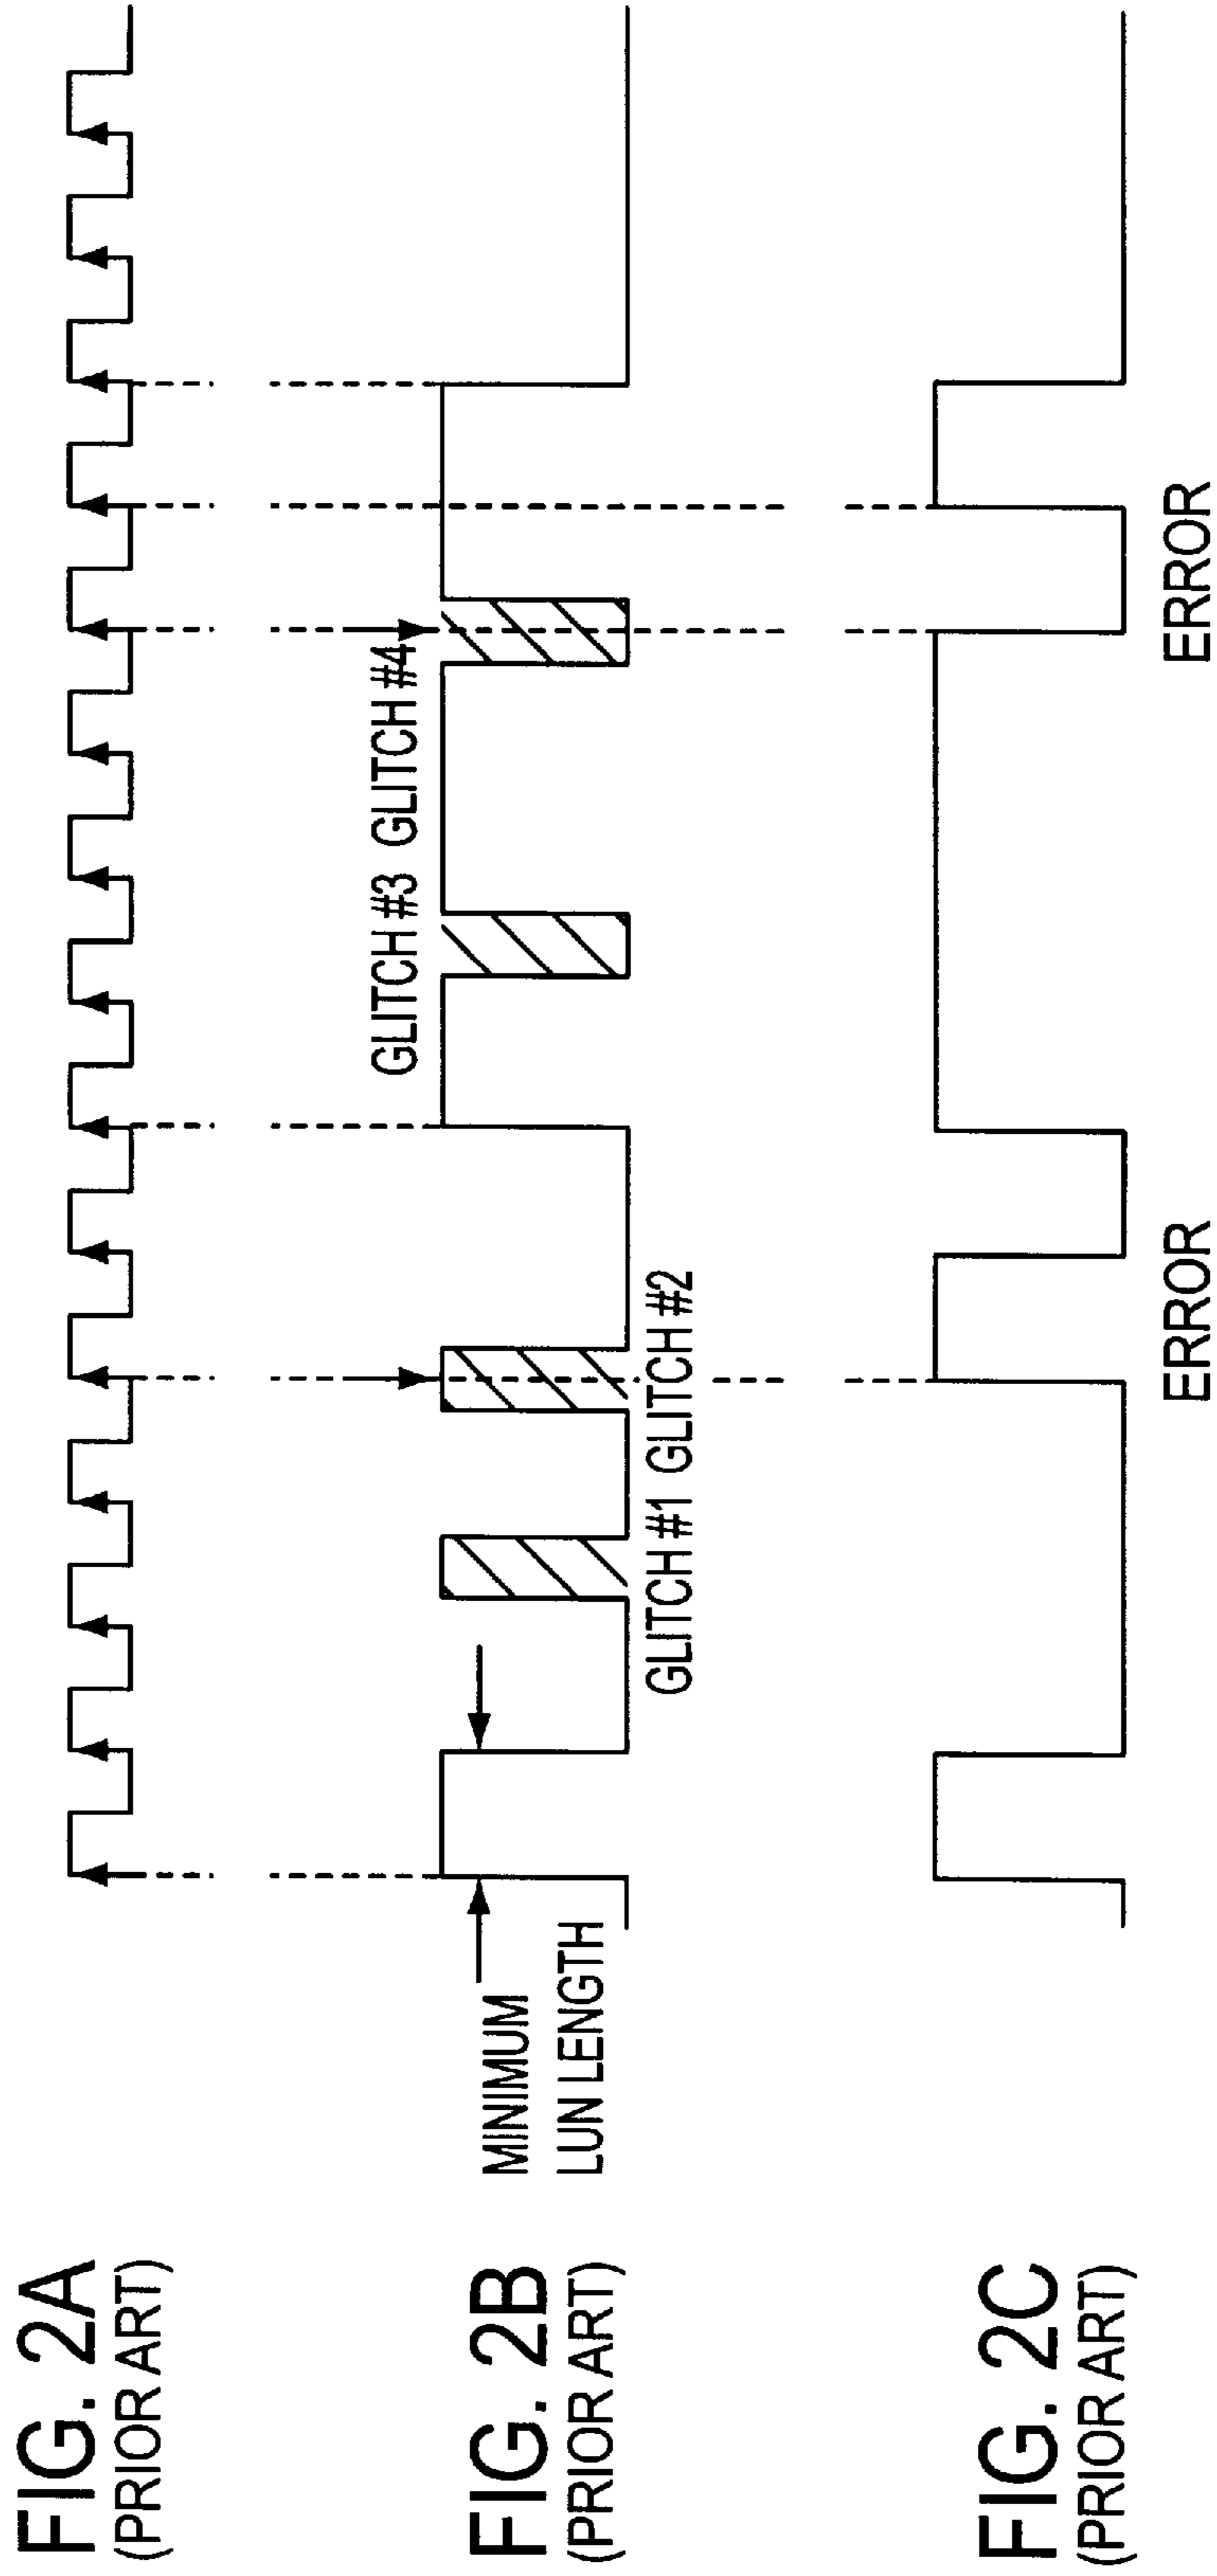 FIG. 2A
(PRIOR ART)
FIG. 2B
(PRIOR ART)
MINIMUM
LUN LENGTH
GLITCH #3 GLITCH #4
GLITCH #1 GLITCH #2
FIG. 2C
(PRIOR ART)
ERROR
ERROR